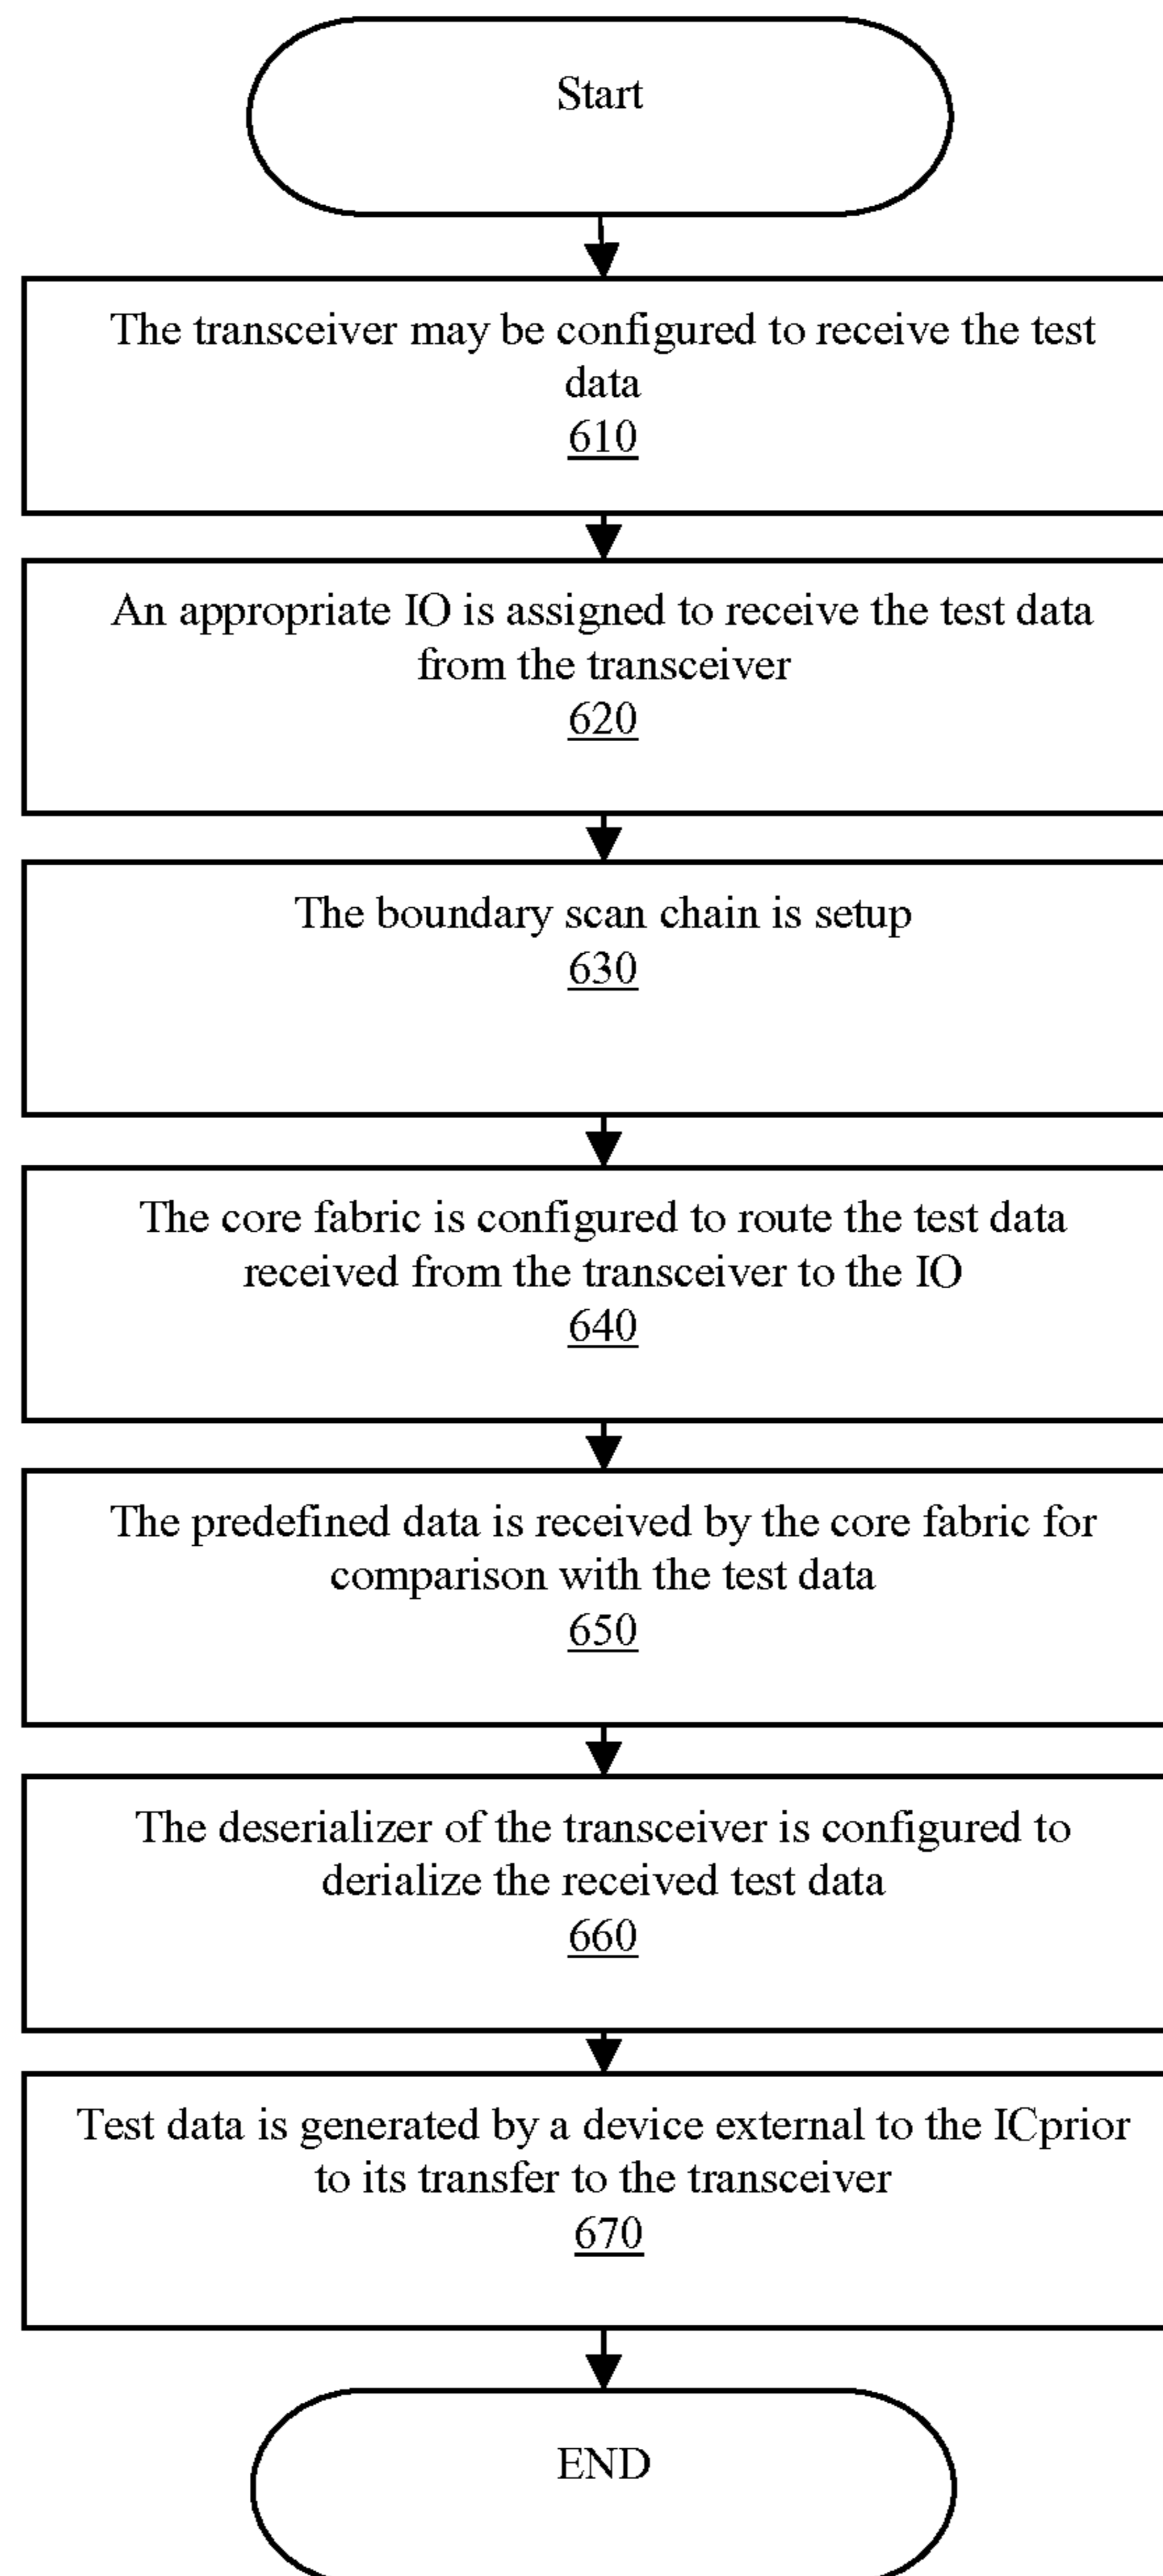 Start
The transceiver may be configured to receive the test
data
610
An appropriate IO is assigned to receive the test data
from the transceiver
620
The boundary scan chain is setup
630
The core fabric is configured to route the test data
received from the transceiver to the IO
640
The predefined data is received by the core fabric for
comparison with the test data
650
The deserializer of the transceiver is configured to
derialize the received test data
660
Test data is generated by a device external to the ICprior
to its transfer to the transceiver
670
END